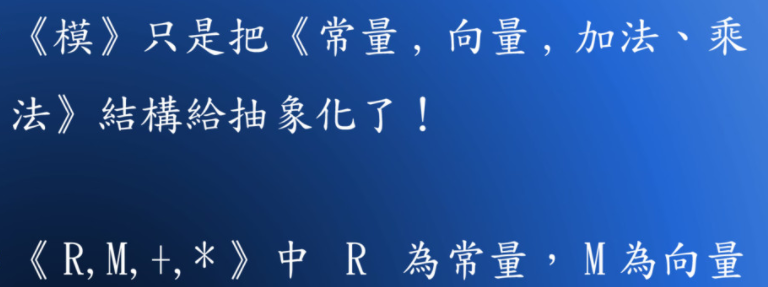 《模》只是把《常量, 向量, 加法、乘
法》結構給抽象化了！
《R,M,+,*》中 R 為常量，M為向量